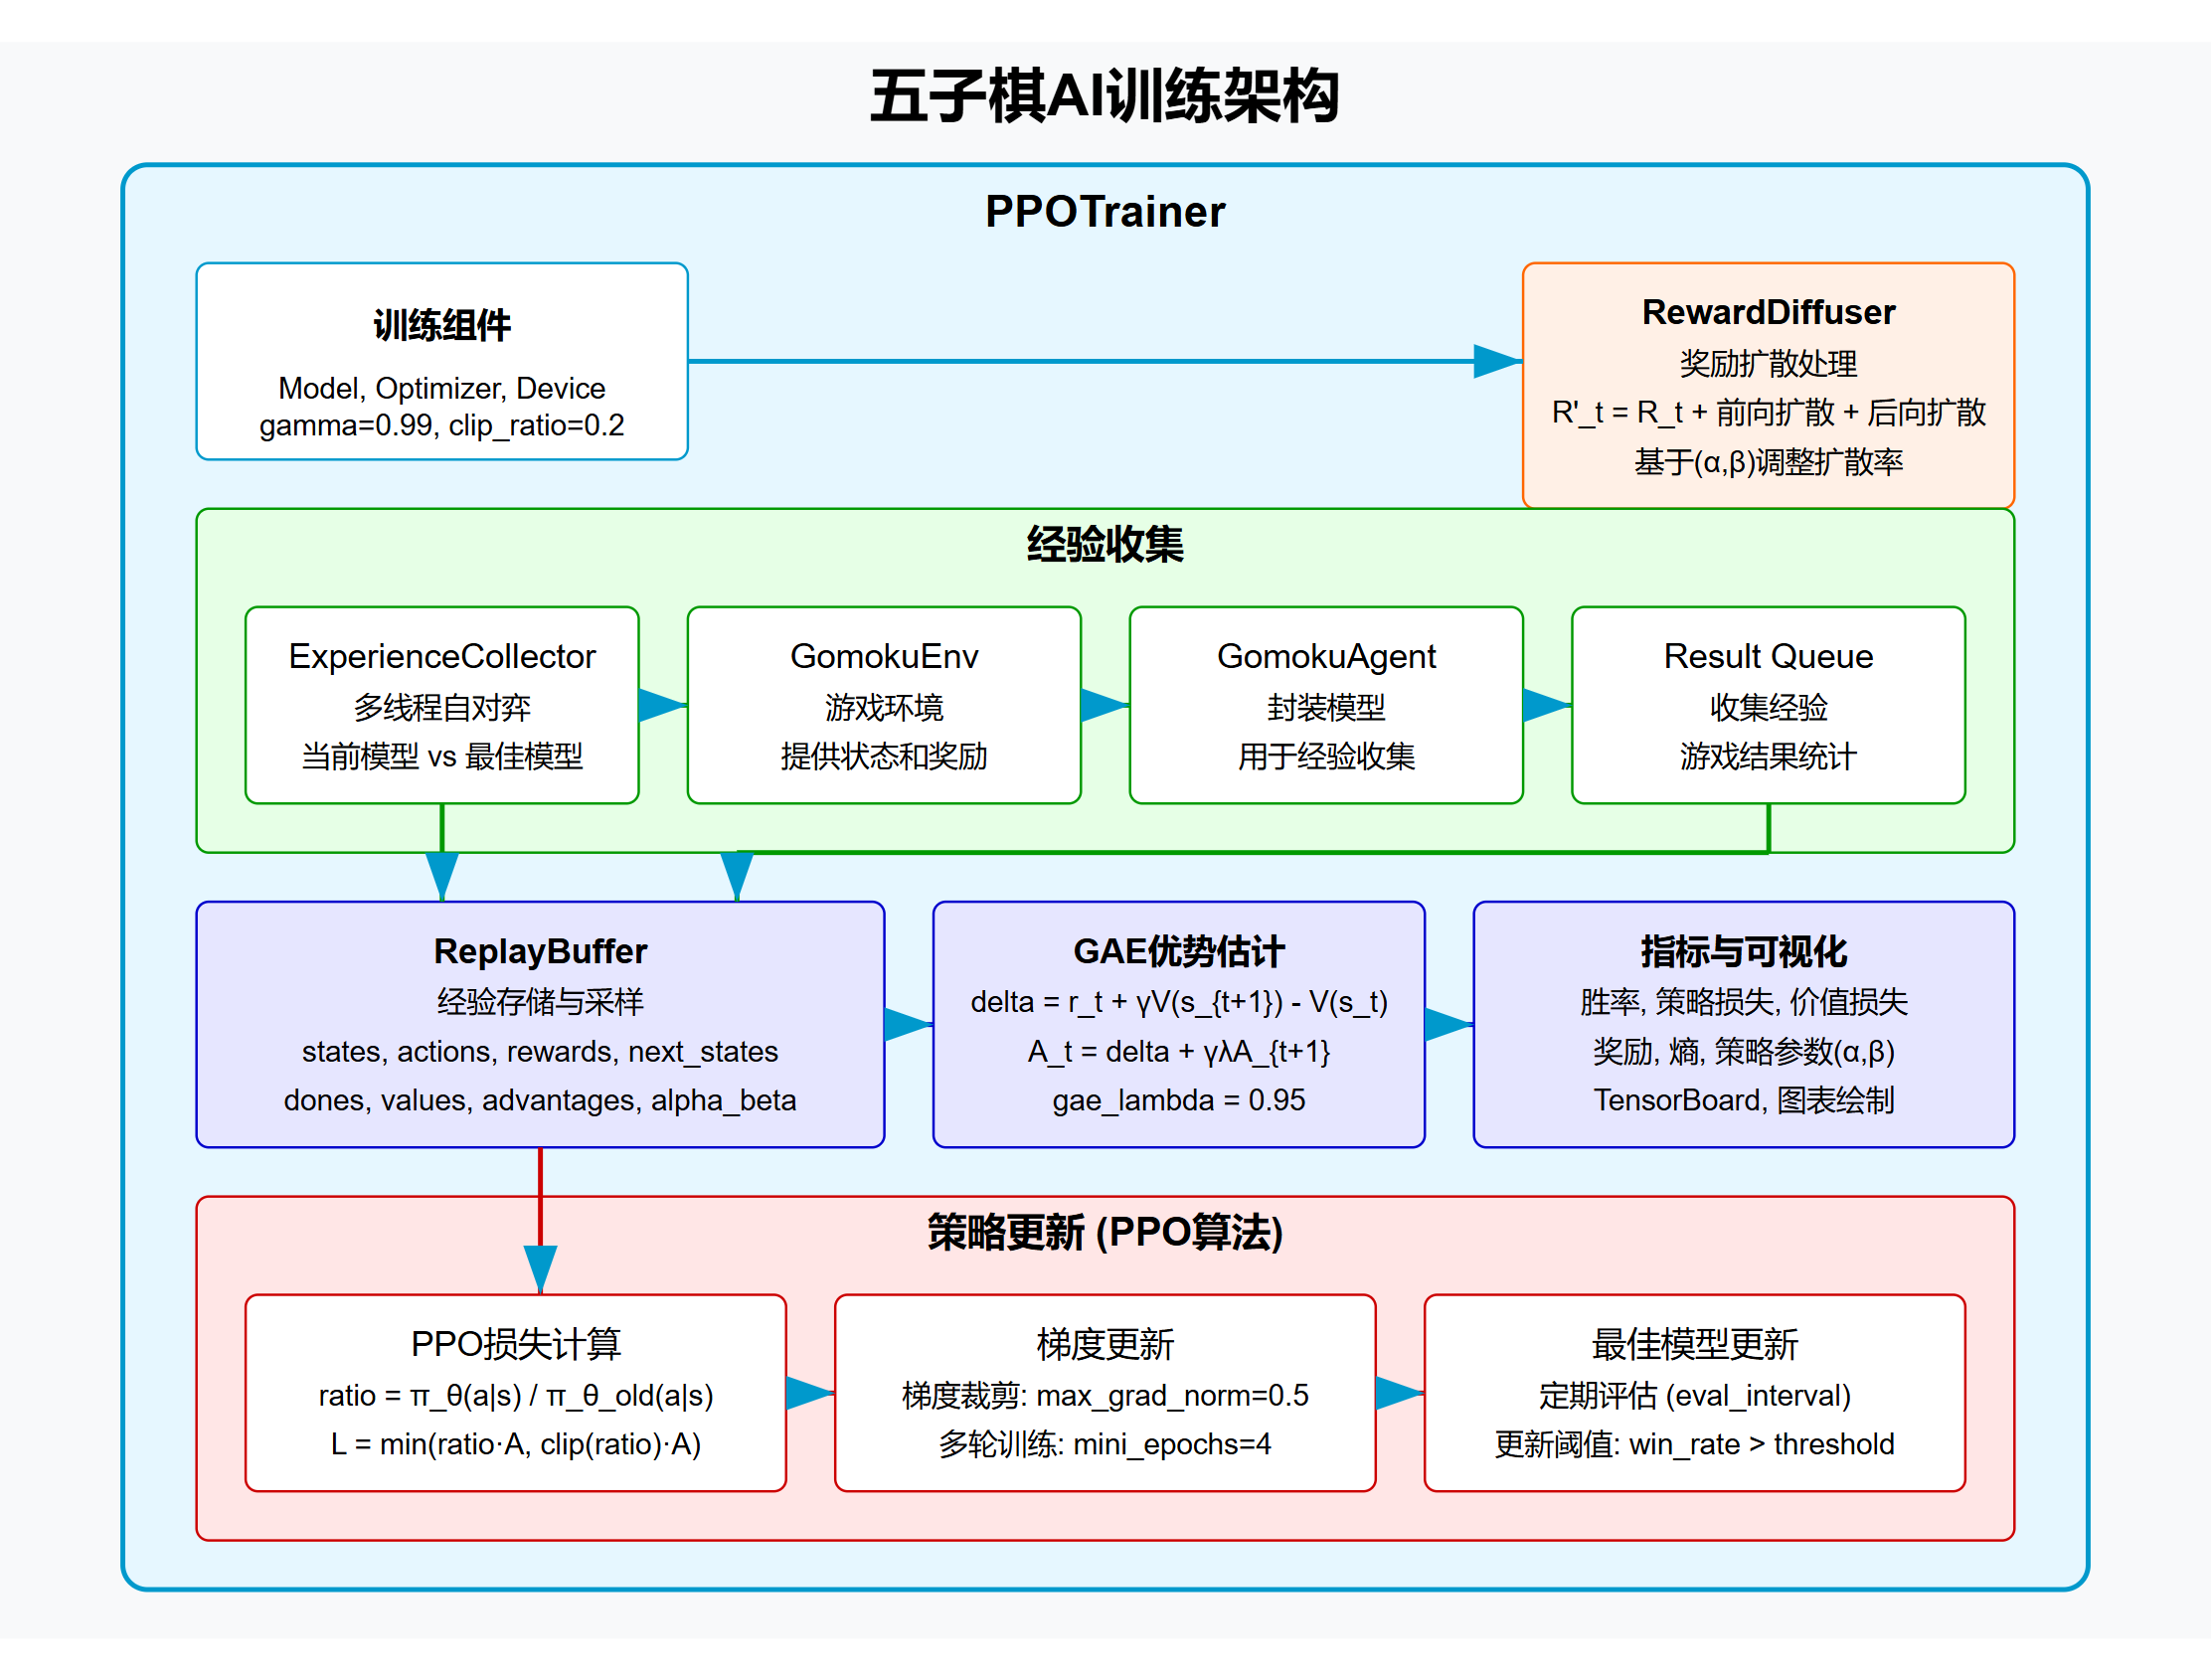 五子棋AI训练架构
PPOTrainer
训练组件
Model, Optimizer, Device
gamma=0.99, clip_ratio=0.2
RewardDiffuser
奖励扩散处理
R'_t = R_t + 前向扩散 + 后向扩散
基于(α,β)调整扩散率
经验收集
ExperienceCollector
多线程自对弈
当前模型 vs 最佳模型
GomokuEnv
游戏环境
提供状态和奖励
GomokuAgent
封装模型
用于经验收集
Result Queue
收集经验
游戏结果统计
ReplayBuffer
经验存储与采样
states, actions, rewards, next_states
dones, values, advantages, alpha_beta
GAE优势估计
delta = r_t + γV(s_{t+1}) - V(s_t)
A_t = delta + γλA_{t+1}
gae_lambda = 0.95
指标与可视化
胜率, 策略损失, 价值损失
奖励, 熵, 策略参数(α,β)
TensorBoard, 图表绘制
策略更新 (PPO算法)
PPO损失计算
ratio = π_θ(a|s) / π_θ_old(a|s)
L = min(ratio·A, clip(ratio)·A)
梯度更新
梯度裁剪: max_grad_norm=0.5
多轮训练: mini_epochs=4
最佳模型更新
定期评估 (eval_interval)
更新阈值: win_rate > threshold